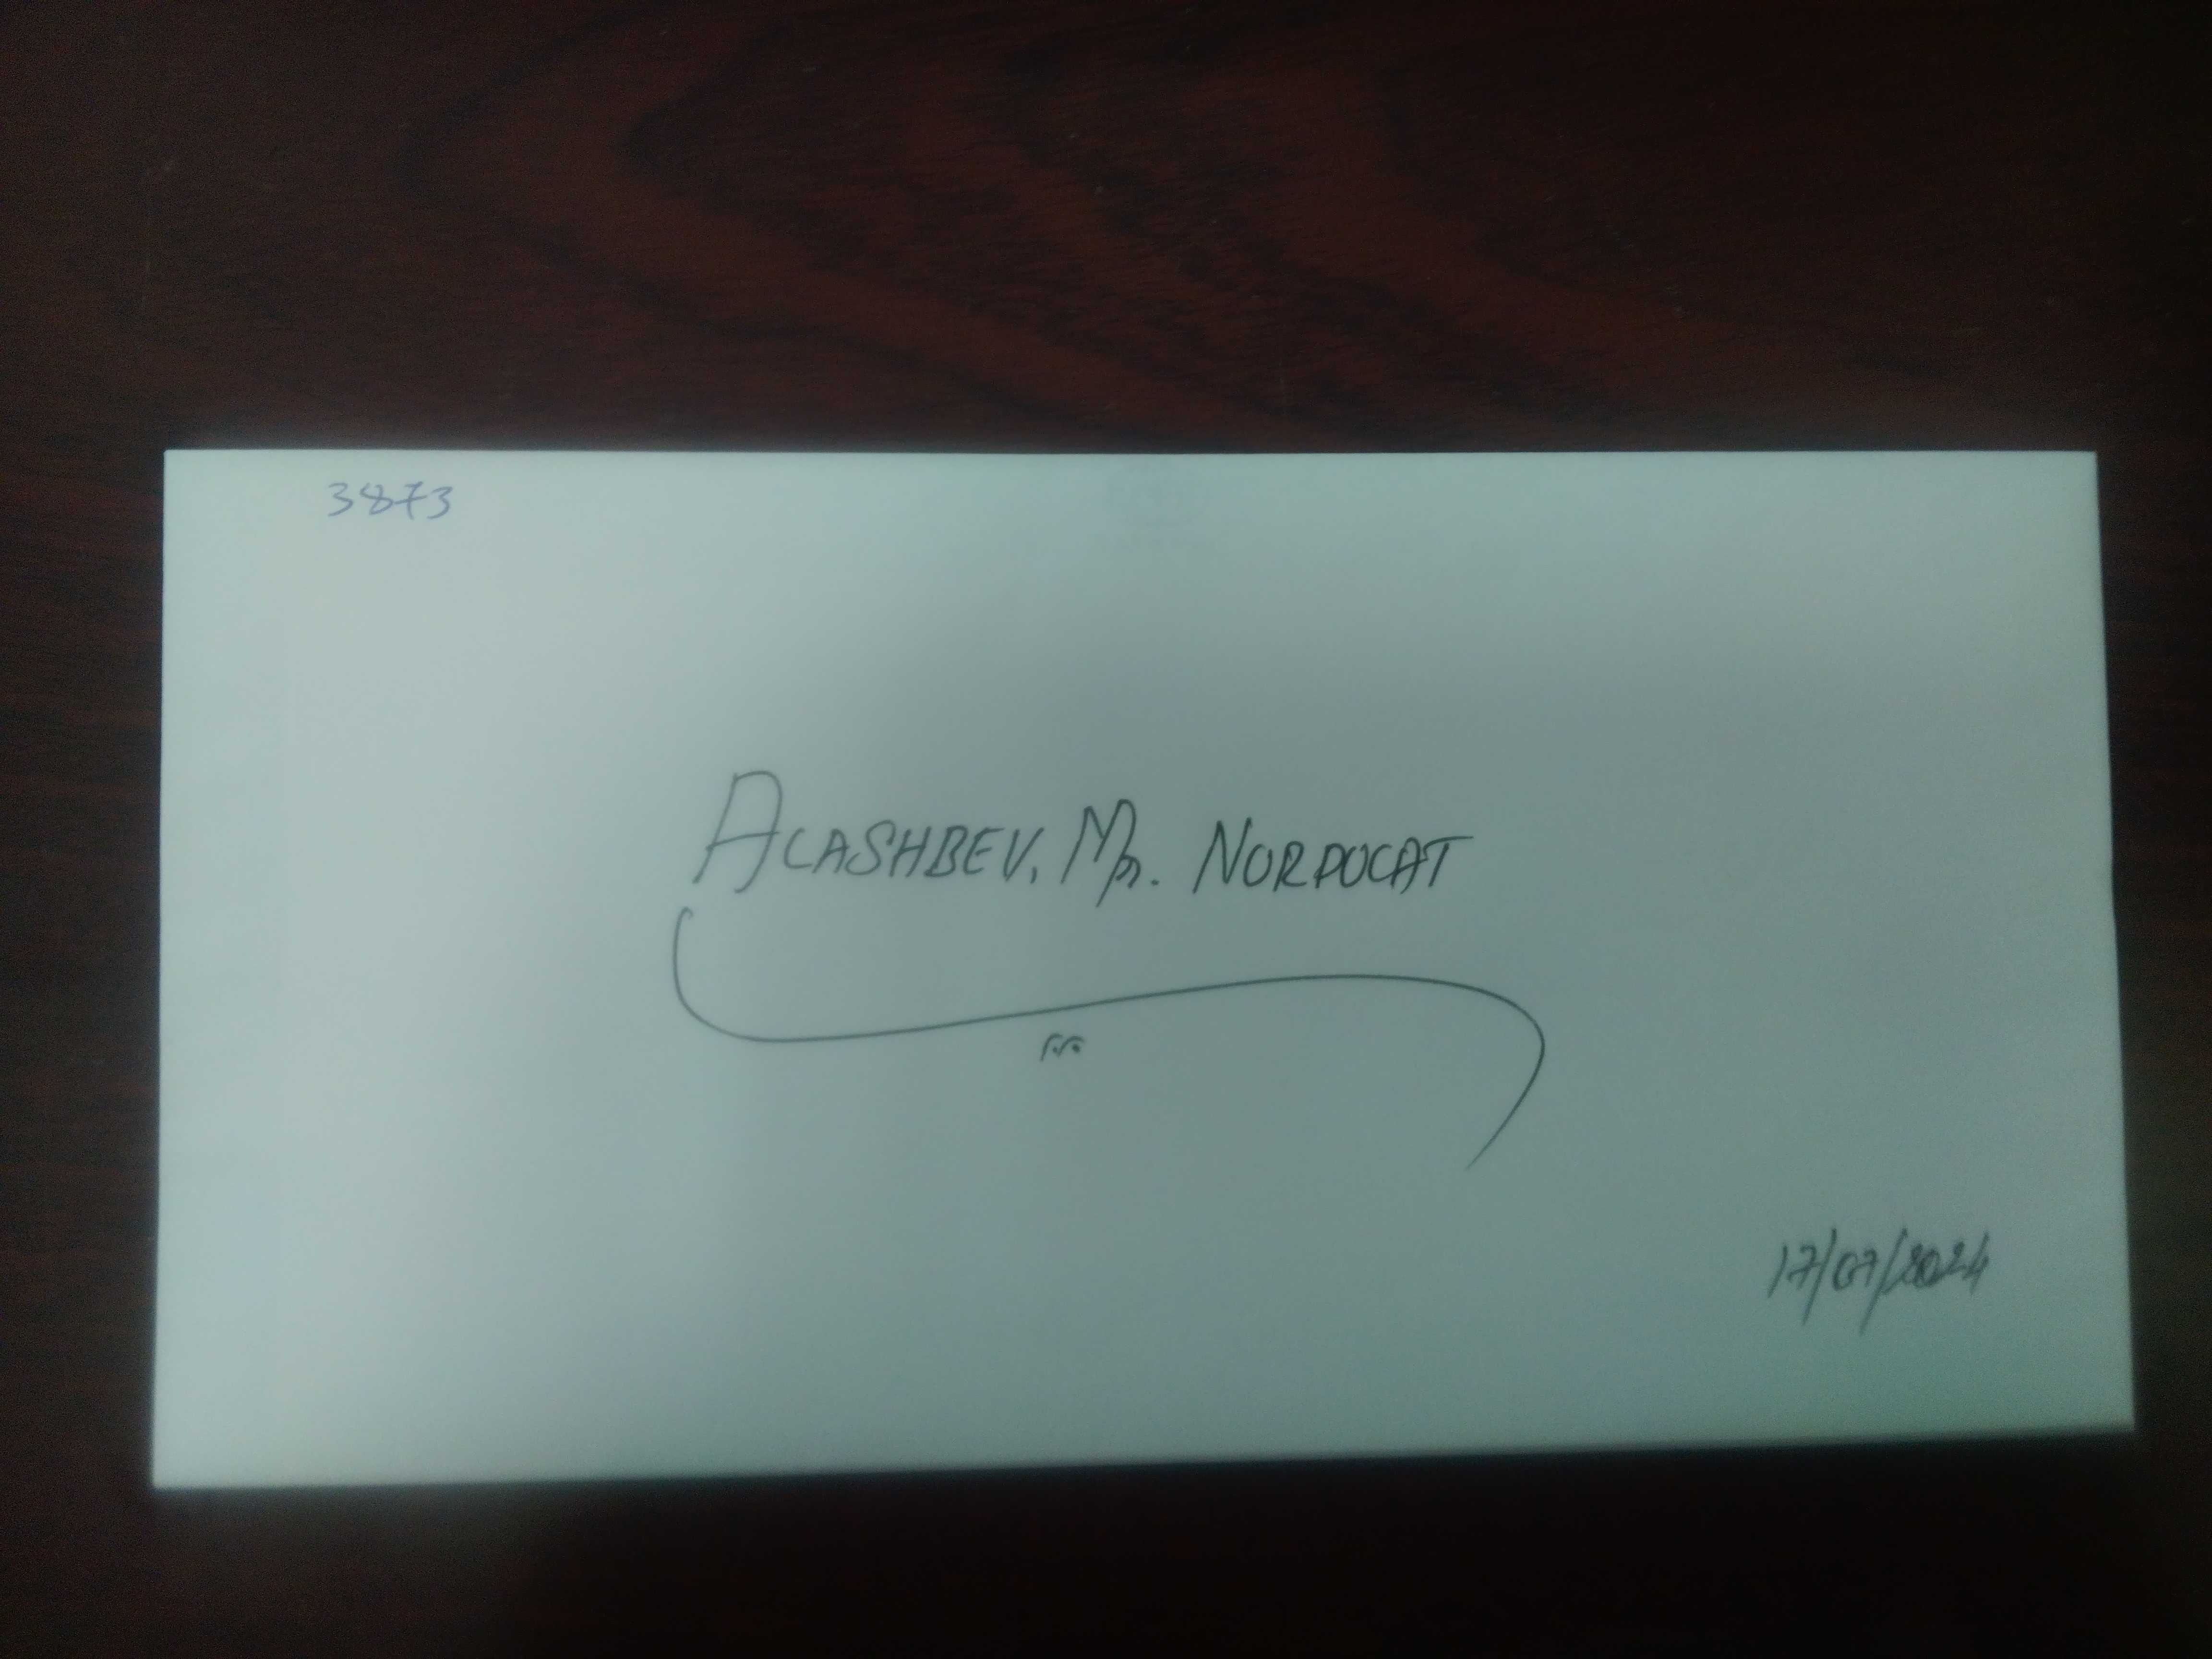 3873
ALASHBEV, Mr. NORPOCAT
17/07/2024